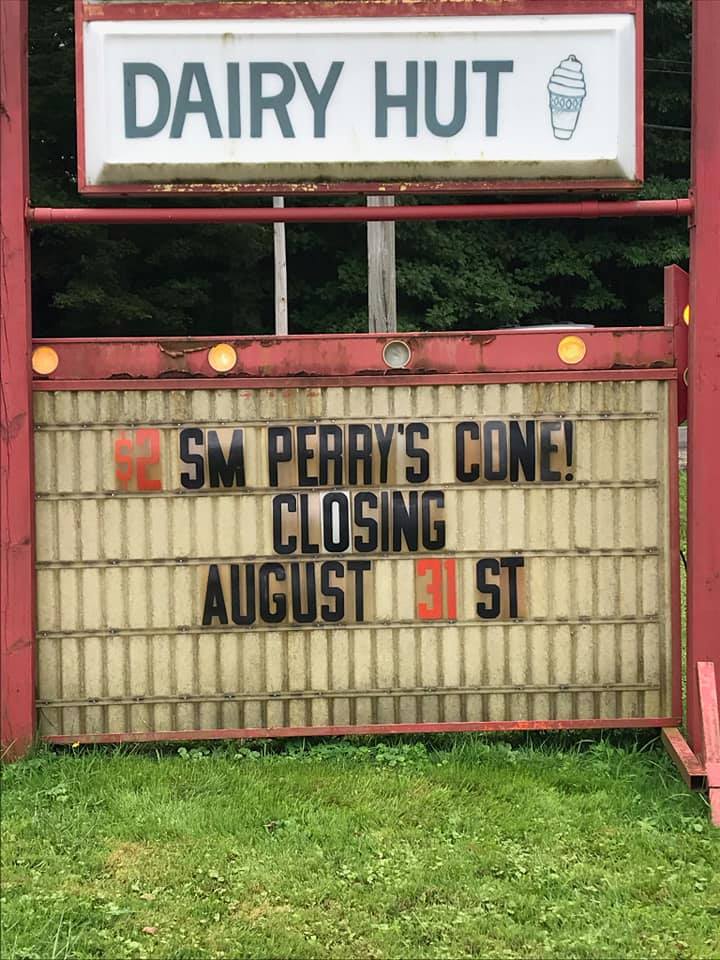 DAIRY HUT
$2 SM PERRY'S CONE!
CLOSING
AUGUST 31 ST